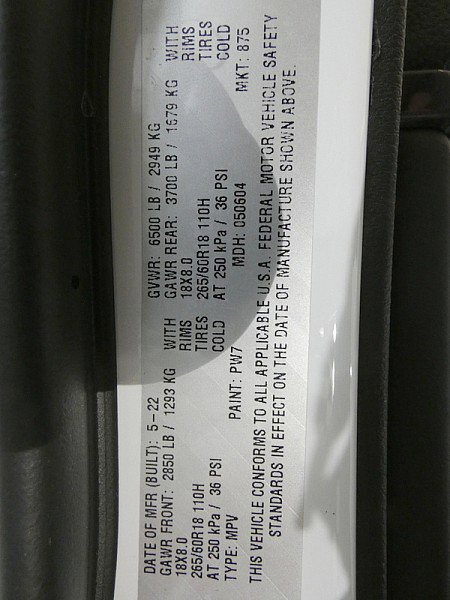 DATE OF MFR (BUILT): 5-22 GVWR: 6500 LB / 2949 KG
GAWR FRONT: 2850 LB / 1293 KG WITH GAWR REAR: 3700 LB / 1679 KG WITH
18X8.0 RIMS 18X8.0 RIMS
265/60R18 110H TIRES 265/60R18 110H TIRES
AT 250 kPa / 36 PSI COLD AT 250 kPa / 36 PSI COLD
TYPE: MPV PAINT: PW7 MDH: 050604 MKT: 875
THIS VEHICLE CONFORMS TO ALL APPLICABLE U.S.A. FEDERAL MOTOR VEHICLE SAFETY
STANDARDS IN EFFECT ON THE DATE OF MANUFACTURE SHOWN ABOVE.